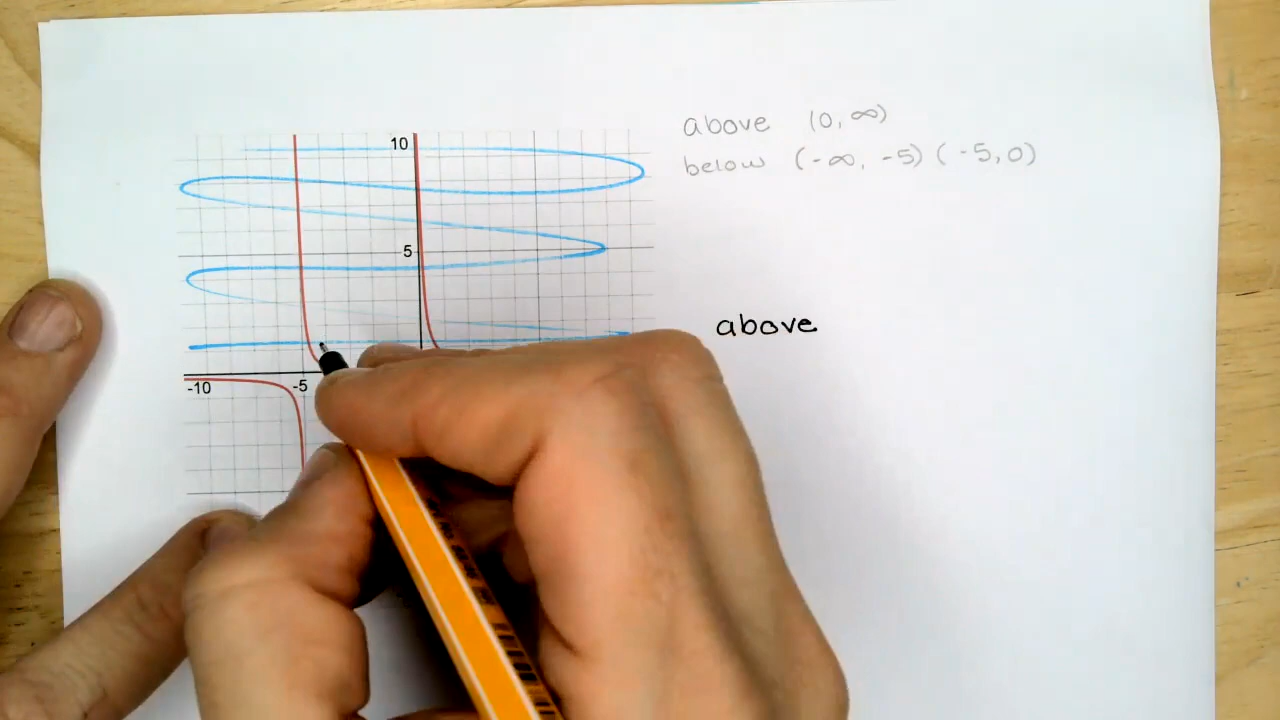 above (0, ∞)
below (-∞, -5) (-5, 0)
10
5
above
-10
-5